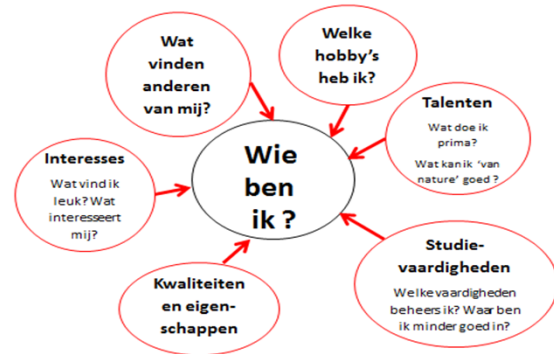 Wat
vinden
anderen
van mij?
Welke
hobby's
heb ik?
Talenten
Wat doe ik
prima?
Wat kan ik 'van
nature' goed ?
Interesses
Wat vind ik
leuk? Wat
interesseert
mij?
Wie
ben
ik ?
Studie-
vaardigheden
Welke vaardigheden
beheers ik? Waar ben
ik minder goed in?
Kwaliteiten
en eigen-
schappen